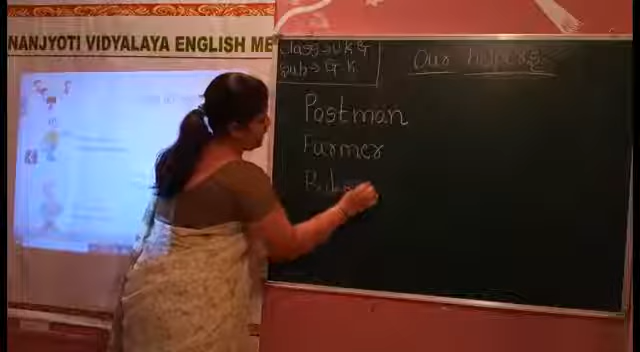 NANJYOTI VIDYALAYA ENGLISH ME
Class → U.K.G
Sub → G.K.
Our helpers
Postman
Farmer